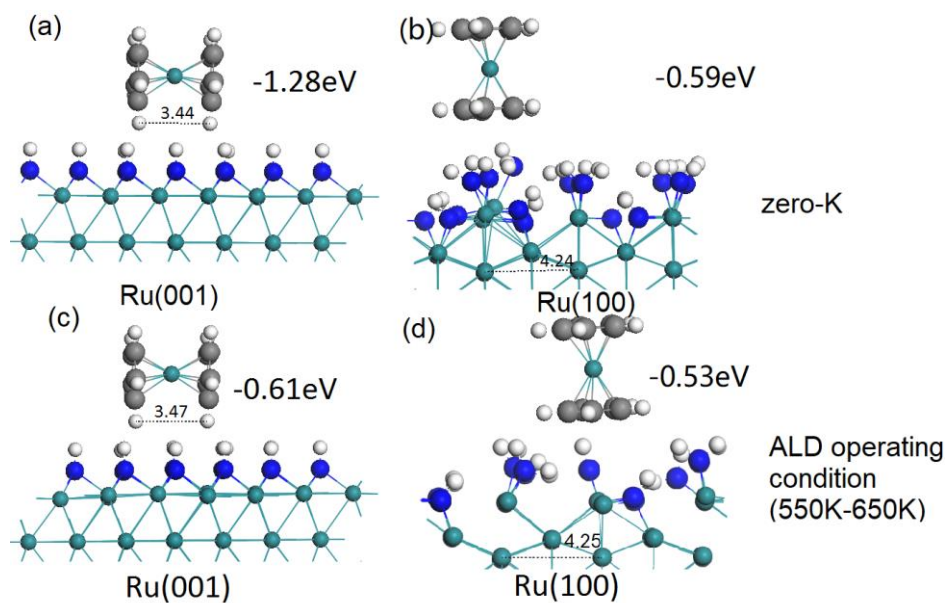 (a)
-1.28eV
3.44
Ru(001)
(b)
-0.59eV
4.24
Ru(100)
zero-K
(c)
-0.61eV
3.47
Ru(001)
(d)
-0.53eV
4.25
Ru(100)
ALD operating
condition
(550K-650K)